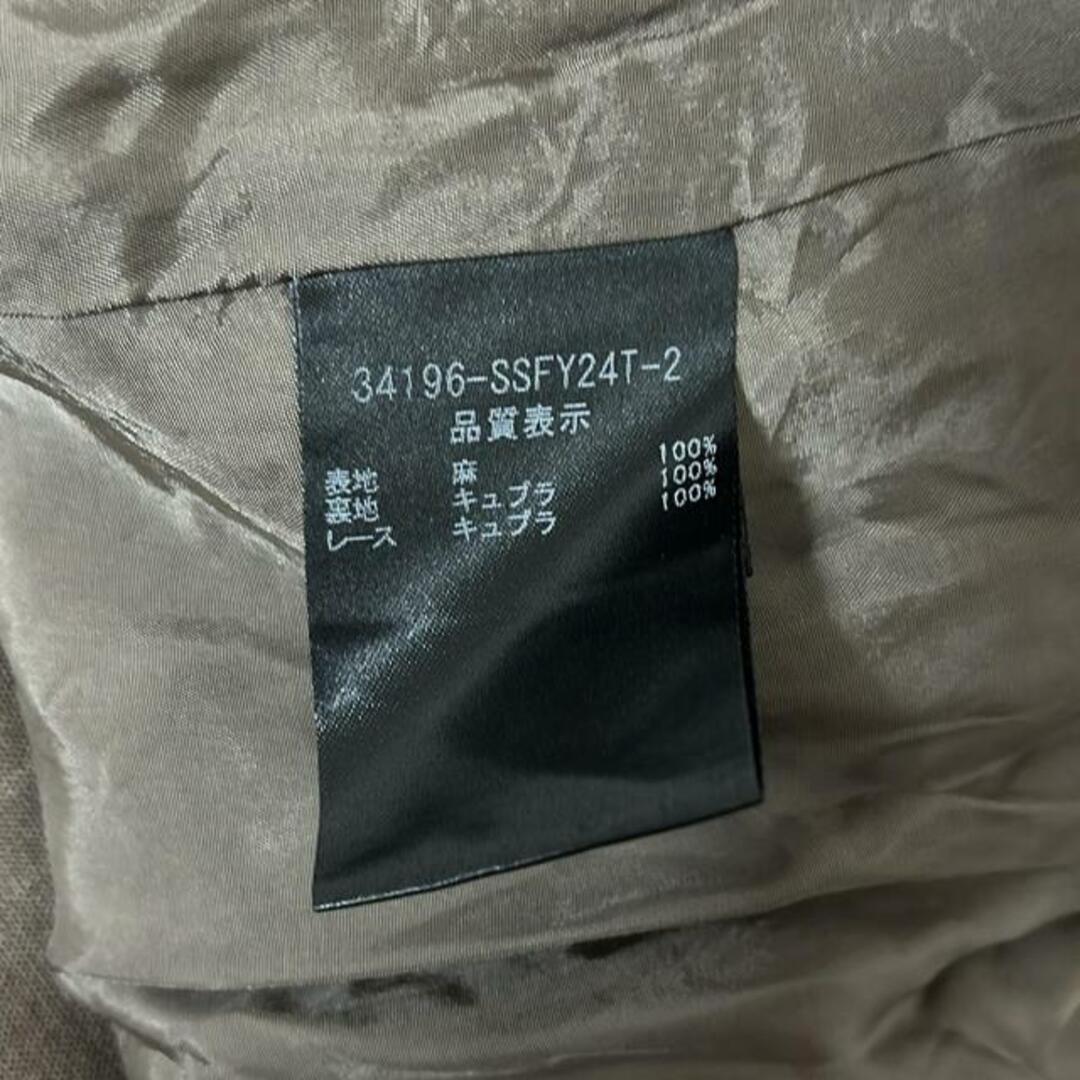 34196-SSFY24T-2
品質表示
表地 麻 100%
裏地 キュプラ 100%
レース キュプラ 100%